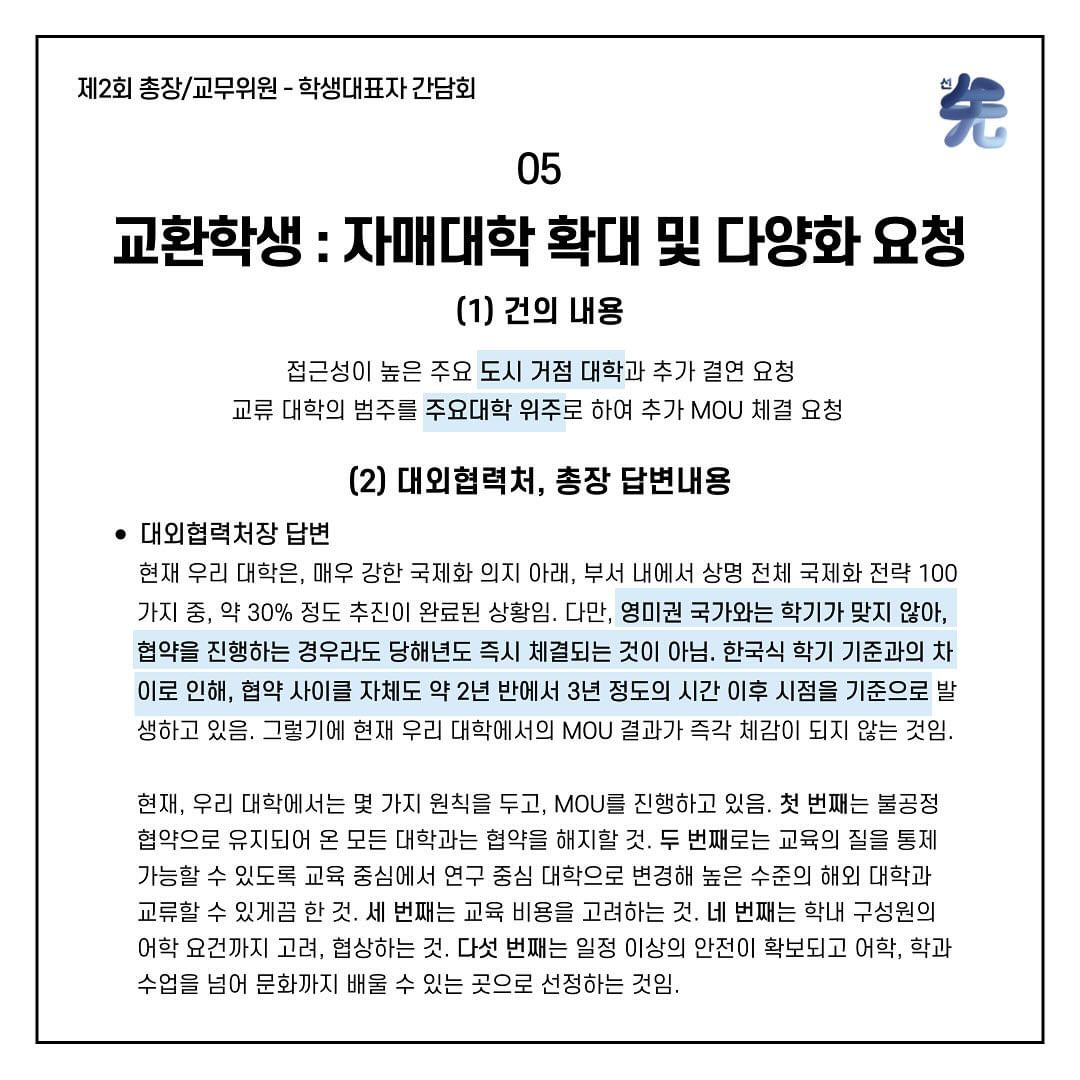 제2회 총장/교무위원 - 학생대표자 간담회
선
先
05
교환학생 : 자매대학 확대 및 다양화 요청
(1) 건의 내용
접근성이 높은 주요 도시 거점 대학과 추가 결연 요청
교류 대학의 범주를 주요대학 위주로 하여 추가 MOU 체결 요청
(2) 대외협력처, 총장 답변내용
• 대외협력처장 답변
현재 우리 대학은, 매우 강한 국제화 의지 아래, 부서 내에서 상명 전체 국제화 전략 100
가지 중, 약 30% 정도 추진이 완료된 상황임. 다만, 영미권 국가와는 학기가 맞지 않아,
협약을 진행하는 경우라도 당해년도 즉시 체결되는 것이 아님. 한국식 학기 기준과의 차
이로 인해, 협약 사이클 자체도 약 2년 반에서 3년 정도의 시간 이후 시점을 기준으로 발
생하고 있음. 그렇기에 현재 우리 대학에서의 MOU 결과가 즉각 체감이 되지 않는 것임.
현재, 우리 대학에서는 몇 가지 원칙을 두고, MOU를 진행하고 있음. 첫 번째는 불공정
협약으로 유지되어 온 모든 대학과는 협약을 해지할 것. 두 번째로는 교육의 질을 통제
가능할 수 있도록 교육 중심에서 연구 중심 대학으로 변경해 높은 수준의 해외 대학과
교류할 수 있게끔 한 것. 세 번째는 교육 비용을 고려하는 것. 네 번째는 학내 구성원의
어학 요건까지 고려, 협상하는 것. 다섯 번째는 일정 이상의 안전이 확보되고 어학, 학과
수업을 넘어 문화까지 배울 수 있는 곳으로 선정하는 것임.